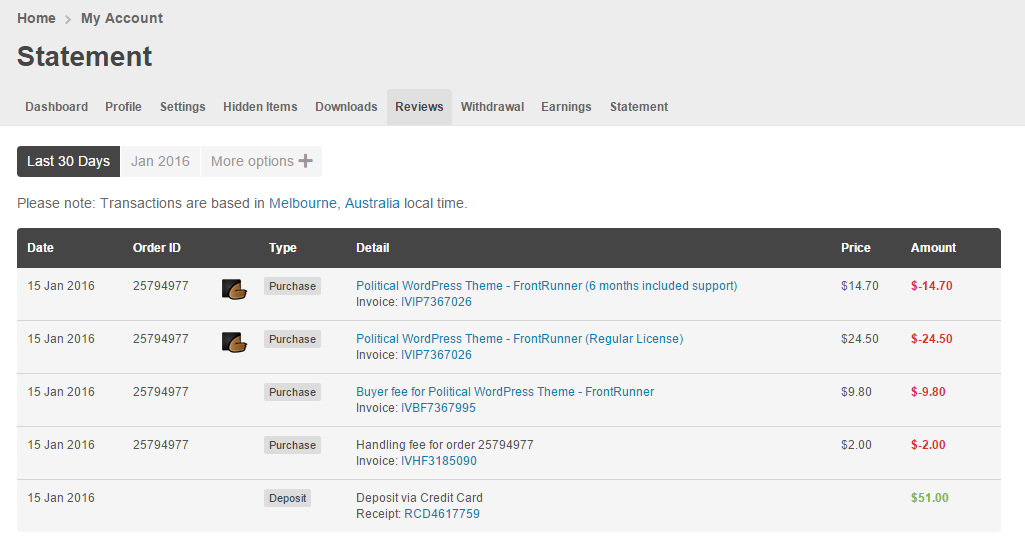 Home > My Account
Statement
Dashboard Profile Settings Hidden Items Downloads Reviews Withdrawal Earnings Statement
Last 30 Days Jan 2016 More options +
Please note: Transactions are based in Melbourne, Australia local time.
Date Order ID Type Detail Price Amount
15 Jan 2016 25794977 Purchase Political WordPress Theme - FrontRunner (6 months included support) $14.70 $-14.70
Invoice: IVIP7367026
15 Jan 2016 25794977 Purchase Political WordPress Theme - FrontRunner (Regular License) $24.50 $-24.50
Invoice: IVIP7367026
15 Jan 2016 25794977 Purchase Buyer fee for Political WordPress Theme - FrontRunner $9.80 $-9.80
Invoice: IVBF7367995
15 Jan 2016 25794977 Purchase Handling fee for order 25794977 $2.00 $-2.00
Invoice: IVHF3185090
15 Jan 2016 Deposit Deposit via Credit Card $51.00
Receipt: RCD4617759